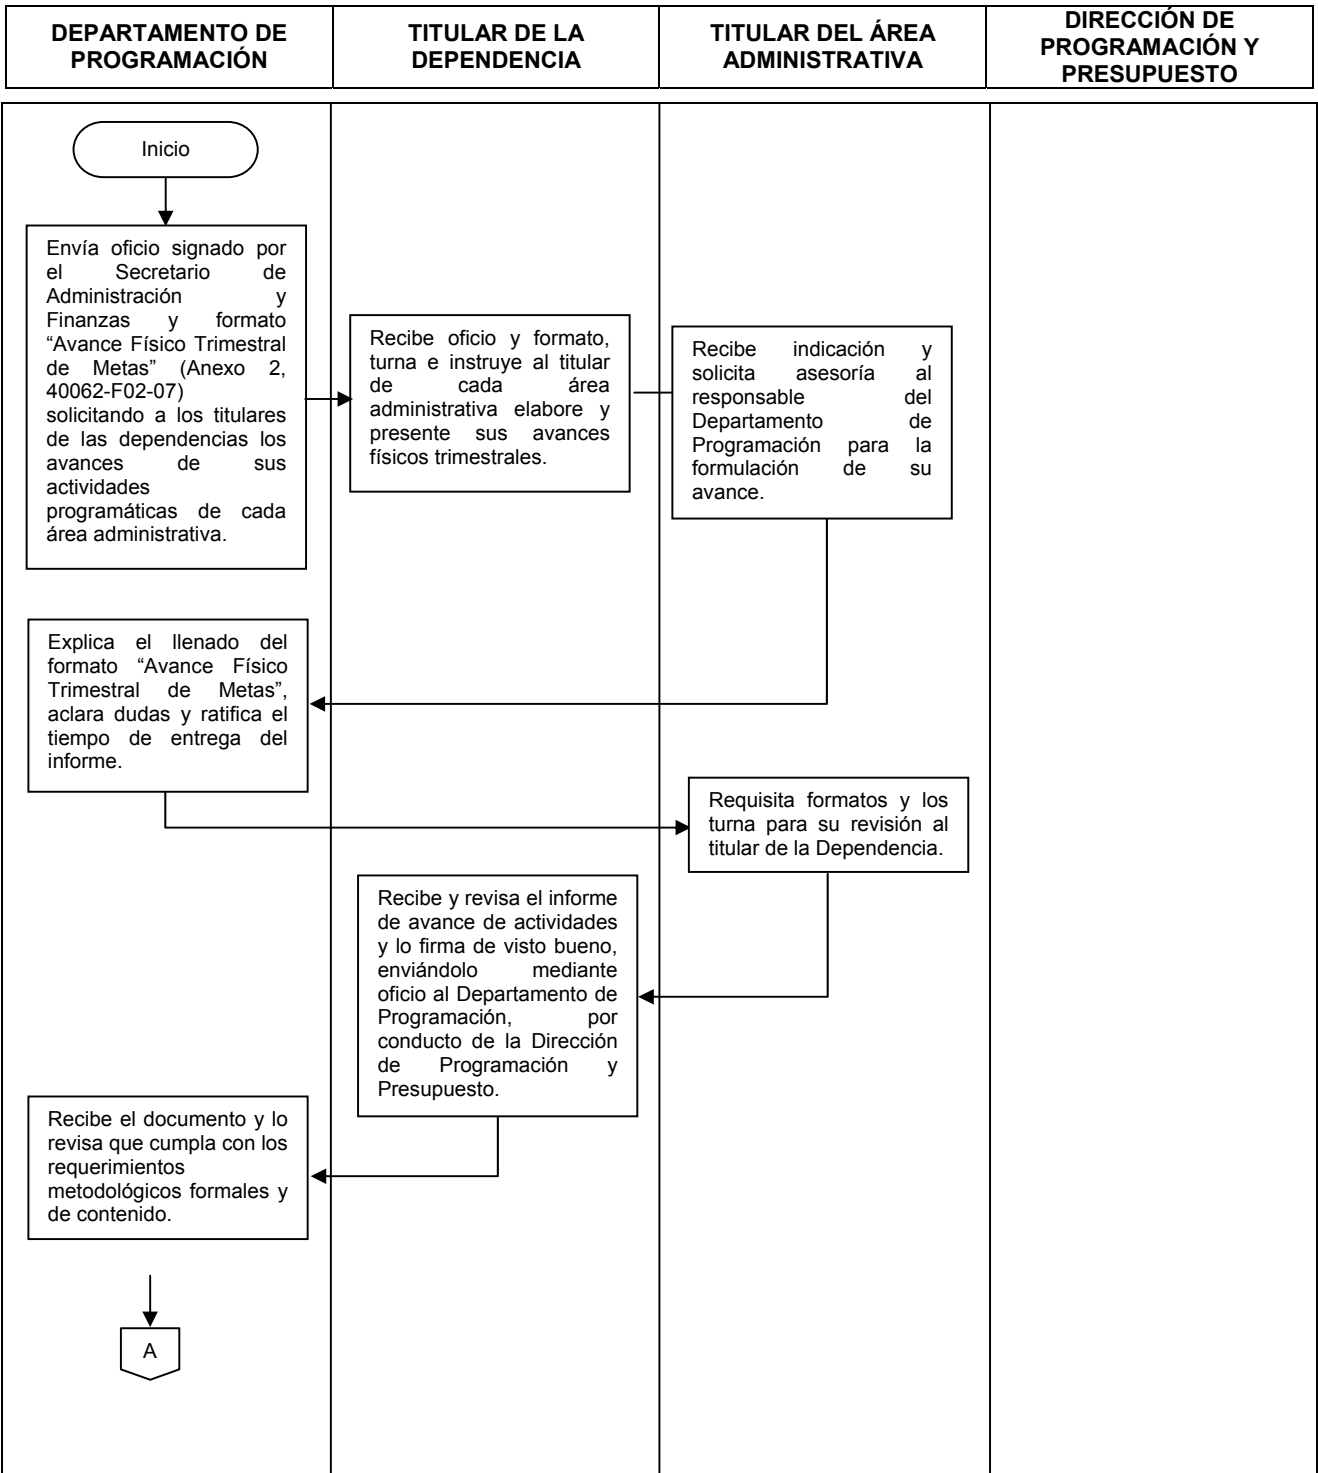 DEPARTAMENTO DE
PROGRAMACIÓN
TITULAR DE LA
DEPENDENCIA
TITULAR DEL ÁREA
ADMINISTRATIVA
DIRECCIÓN DE
PROGRAMACIÓN Y
PRESUPUESTO
Inicio
Envía oficio signado por
el Secretario de
Administración y
Finanzas y formato
“Avance Físico Trimestral
de Metas” (Anexo 2,
40062-F02-07)
solicitando a los titulares
de las dependencias los
avances de sus
actividades
programáticas de cada
área administrativa.
Recibe oficio y formato,
turna e instruye al titular
de cada área
administrativa elabore y
presente sus avances
físicos trimestrales.
Recibe indicación y
solicita asesoría al
responsable del
Departamento de
Programación para la
formulación de su
avance.
Explica el llenado del
formato “Avance Físico
Trimestral de Metas”,
aclara dudas y ratifica el
tiempo de entrega del
informe.
Requisita formatos y los
turna para su revisión al
titular de la Dependencia.
Recibe y revisa el informe
de avance de actividades
y lo firma de visto bueno,
enviándolo mediante
oficio al Departamento de
Programación, por
conducto de la Dirección
de Programación y
Presupuesto.
Recibe el documento y lo
revisa que cumpla con los
requerimientos
metodológicos formales y
de contenido.
A